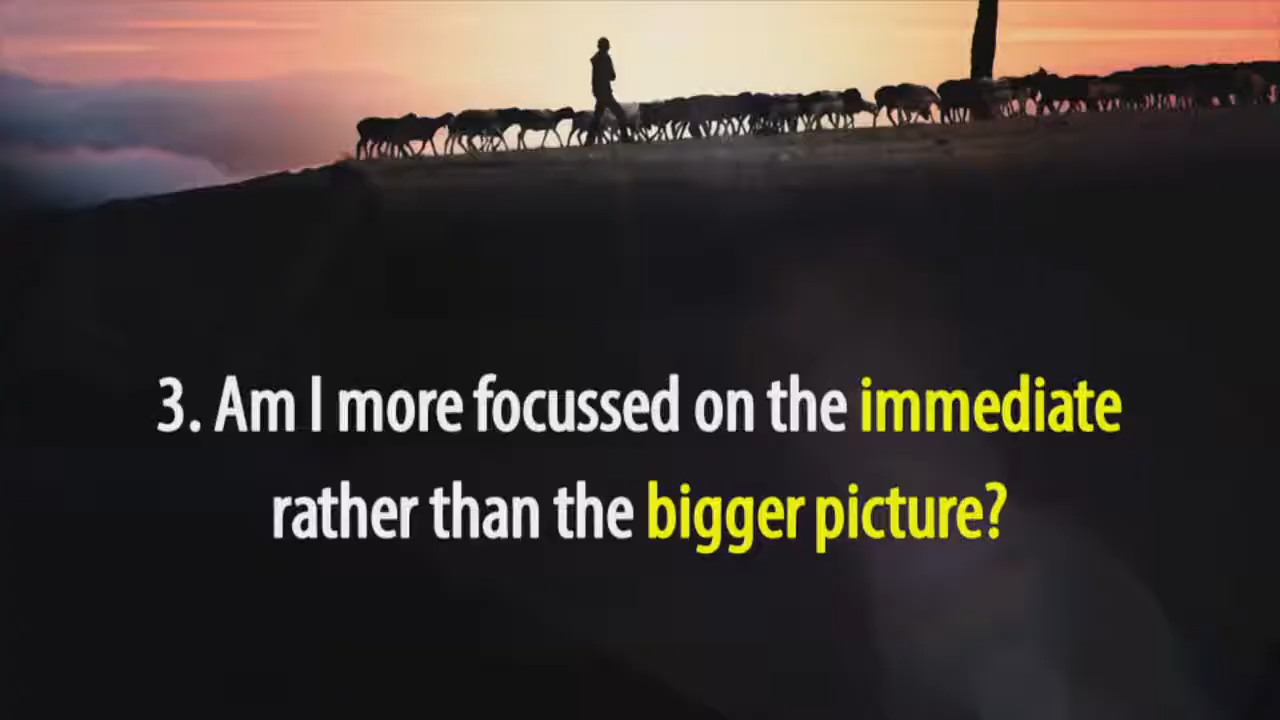 3. Am I more focussed on the immediate
rather than the bigger picture?